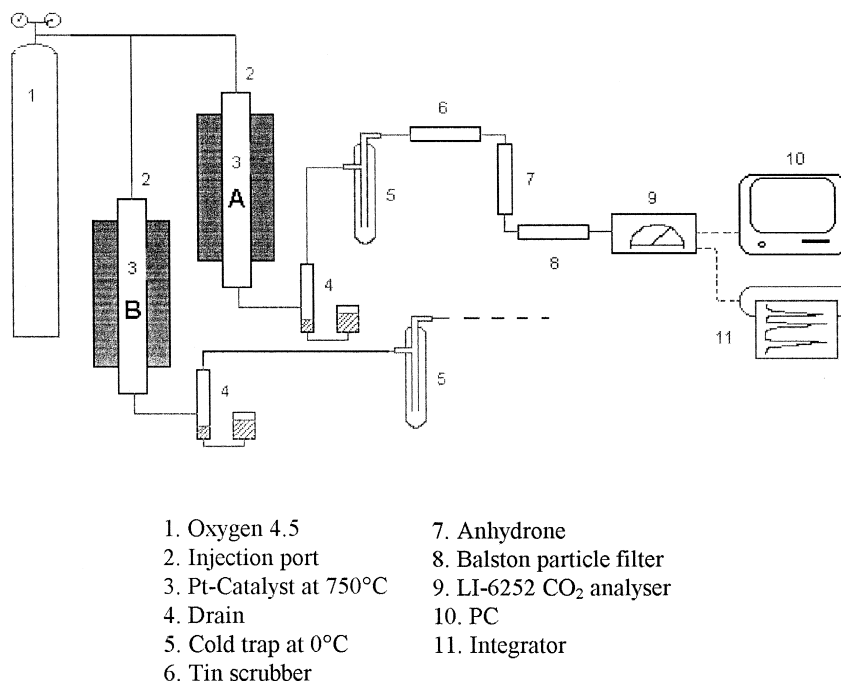 1
2
2
3
A
3
B
4
4
5
5
6
7
8
9
10
11
1. Oxygen 4.5
2. Injection port
3. Pt-Catalyst at 750°C
4. Drain
5. Cold trap at 0°C
6. Tin scrubber
7. Anhydrone
8. Balston particle filter
9. LI-6252 CO₂ analyser
10. PC
11. Integrator